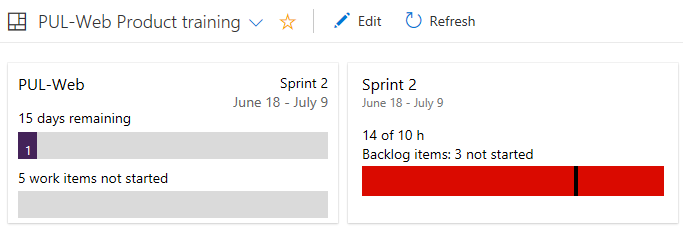 PUL-Web Product training
Edit
Refresh
PUL-Web
Sprint 2
June 18 - July 9
15 days remaining
1
5 work items not started
Sprint 2
June 18 - July 9
14 of 10 h
Backlog items: 3 not started